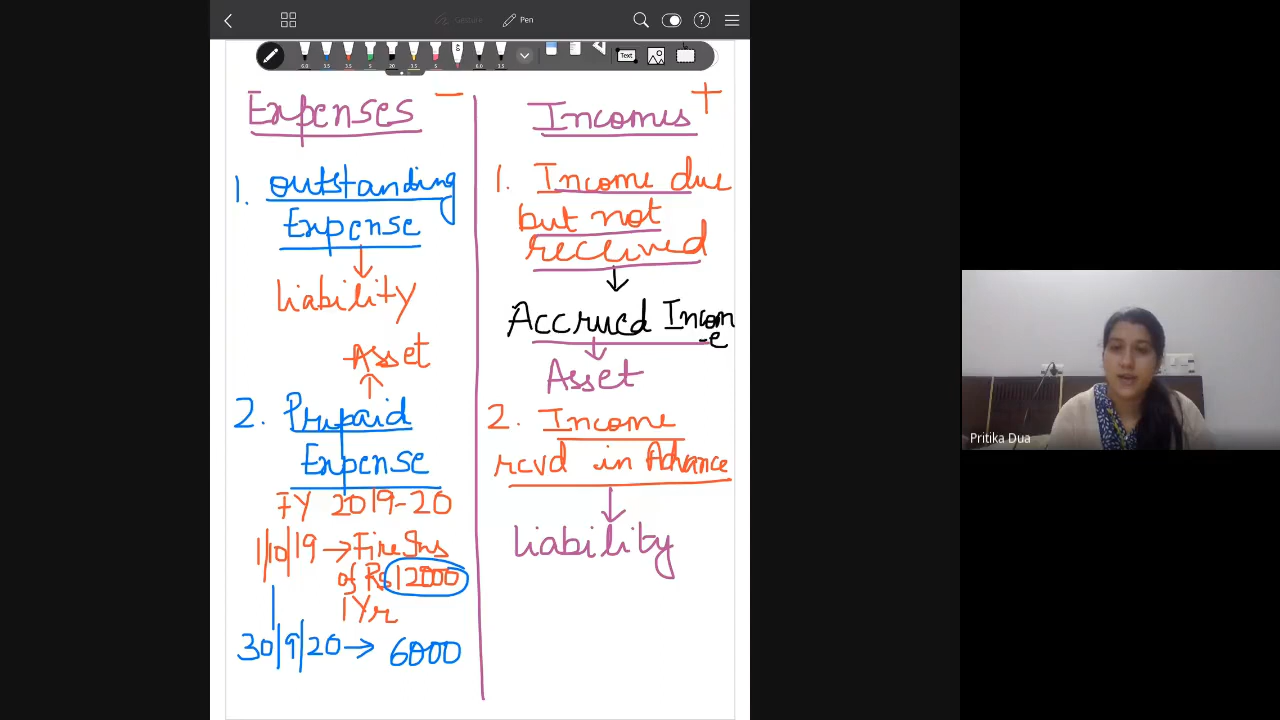 Pen
Text
Expenses -
1. Outstanding
Expense
liability
Asset
2. Prepaid
Expense
FY 2019-20
1/10/19 → Fire Ins
of Rs 12000
1 Yr
30/9/20 → 6000
Incomes +
1. Income due
but not
received
Accrued Incom
-e
Asset
2. Income
rcvd in Advance
liability
Pritika Dua